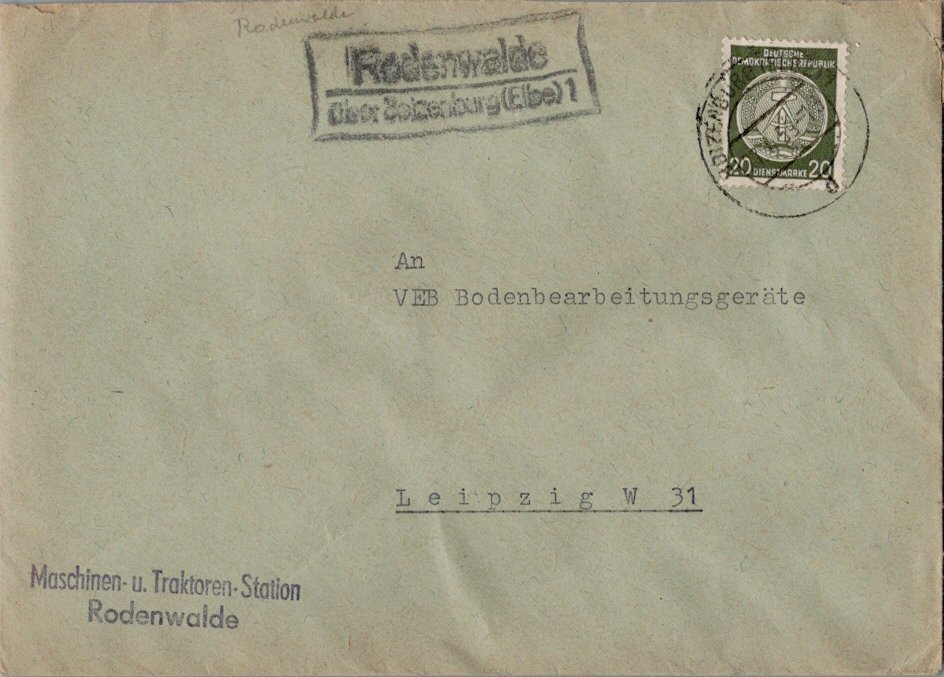 Rodenwalde
Rodenwalde
über Boizenburg (Elbe) 1
DEUTSCHE
DEMOKRATISCHE REPUBLIK
20 DIENSTMARKE 20
An
VEB Bodenbearbeitungsgeräte
Leipzig W 31
Maschinen- u. Traktoren-Station
Rodenwalde